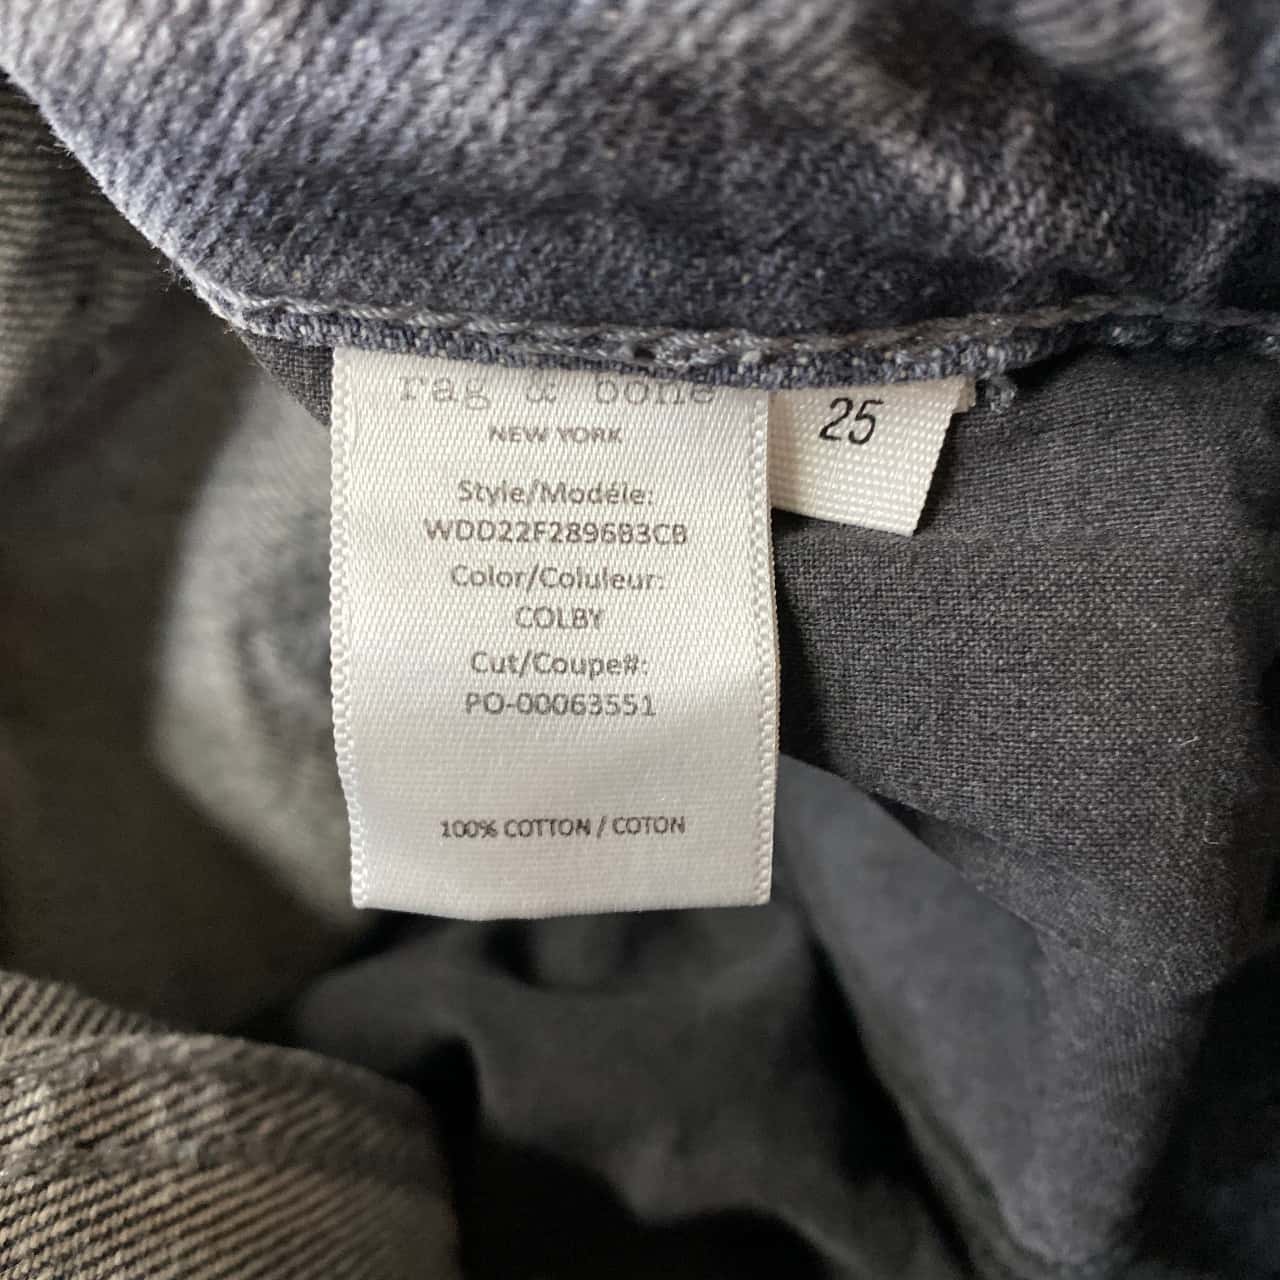 rag & bone
NEW YORK
Style/Modéle:
WDD22F2896B3CB
Color/Coluleur:
COLBY
Cut/Coupe#:
PO-00063551
100% COTTON / COTON
25